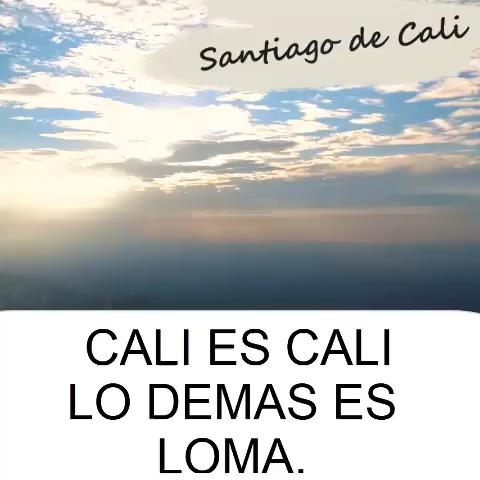 Santiago de Cali
CALI ES CALI
LO DEMAS ES
LOMA.